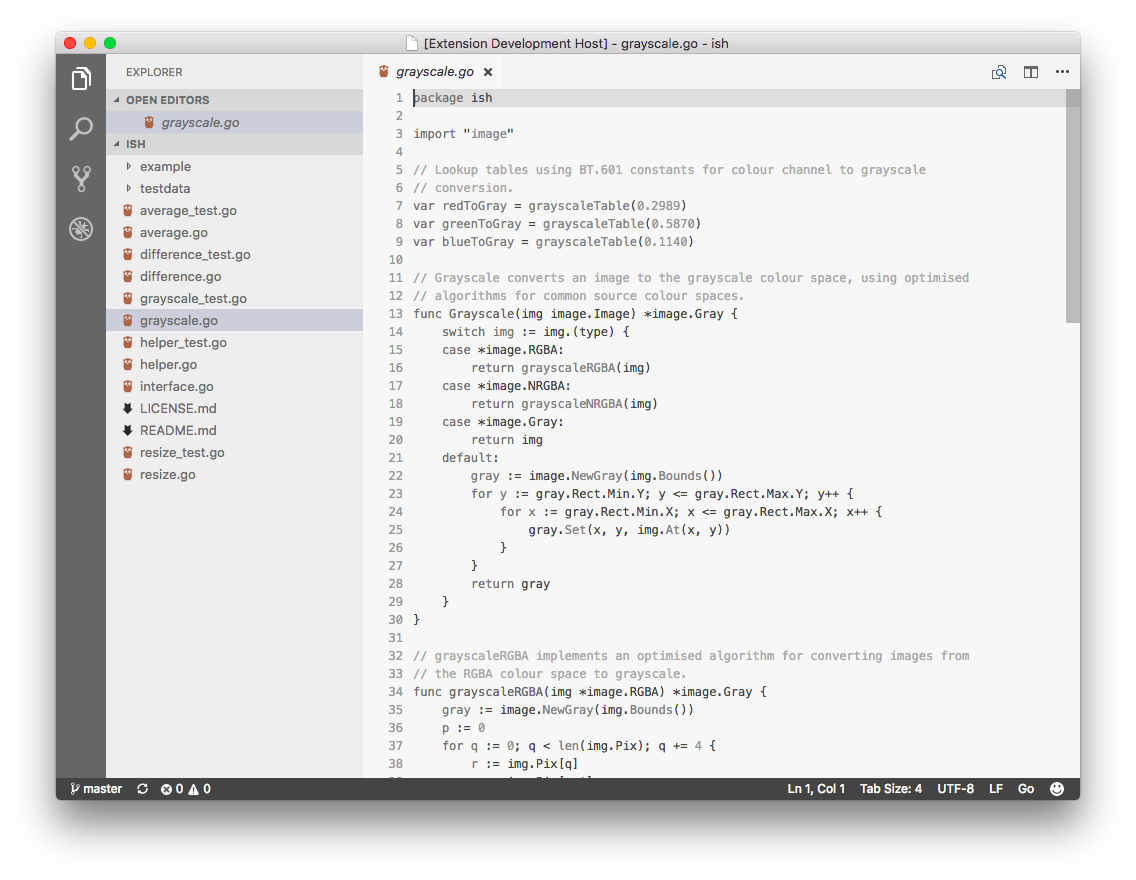 [Extension Development Host] - grayscale.go - ish
EXPLORER
OPEN EDITORS
grayscale.go
ISH
example
testdata
average_test.go
average.go
difference_test.go
difference.go
grayscale_test.go
grayscale.go
helper_test.go
helper.go
interface.go
LICENSE.md
README.md
resize_test.go
resize.go
grayscale.go
1 package ish
2
3 import "image"
4
5 // Lookup tables using BT.601 constants for colour channel to grayscale
6 // conversion.
7 var redToGray = grayscaleTable(0.2989)
8 var greenToGray = grayscaleTable(0.5870)
9 var blueToGray = grayscaleTable(0.1140)
10
11 // Grayscale converts an image to the grayscale colour space, using optimised
12 // algorithms for common source colour spaces.
13 func Grayscale(img image.Image) *image.Gray {
14     switch img := img.(type) {
15     case *image.RGBA:
16         return grayscaleRGBA(img)
17     case *image.NRGBA:
18         return grayscaleNRGBA(img)
19     case *image.Gray:
20         return img
21     default:
22         gray := image.NewGray(img.Bounds())
23         for y := gray.Rect.Min.Y; y <= gray.Rect.Max.Y; y++ {
24             for x := gray.Rect.Min.X; x <= gray.Rect.Max.X; x++ {
25                 gray.Set(x, y, img.At(x, y))
26             }
27         }
28         return gray
29     }
30 }
31
32 // grayscaleRGBA implements an optimised algorithm for converting images from
33 // the RGBA colour space to grayscale.
34 func grayscaleRGBA(img *image.RGBA) *image.Gray {
35     gray := image.NewGray(img.Bounds())
36     p := 0
37     for q := 0; q < len(img.Pix); q += 4 {
38         r := img.Pix[q]
master 0 0 Ln 1, Col 1 Tab Size: 4 UTF-8 LF Go